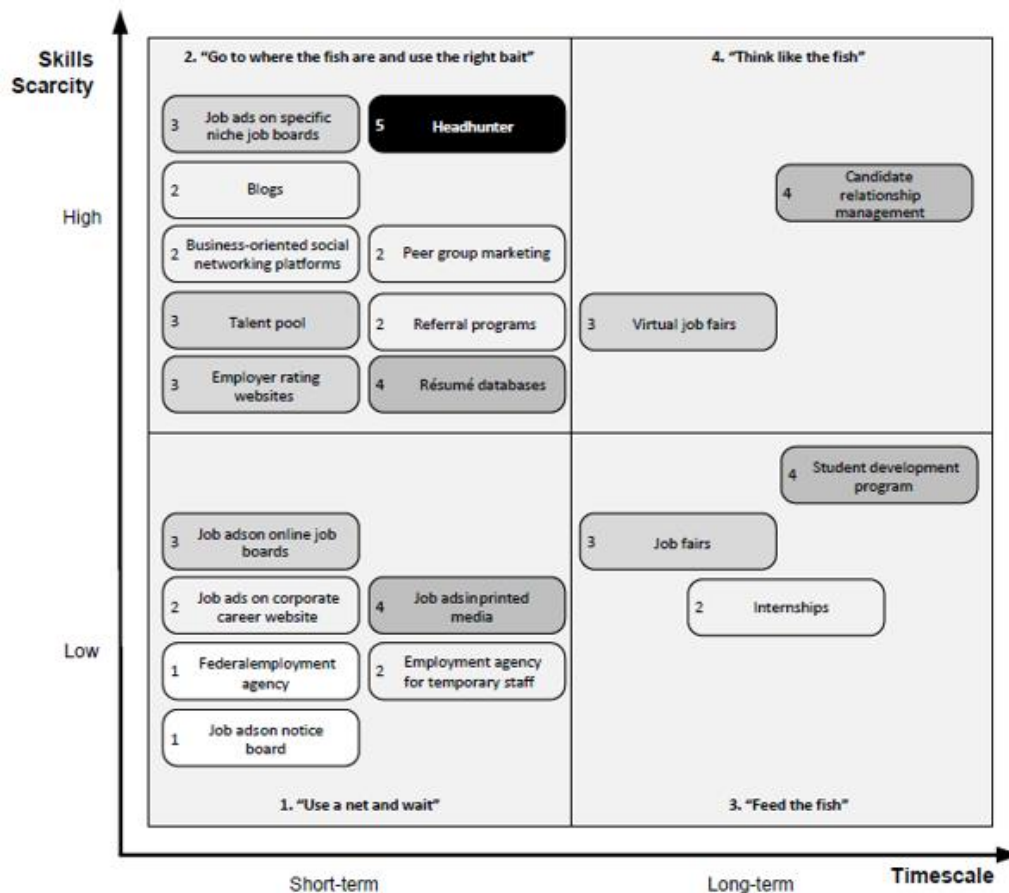 Skills
Scarcity
2. “Go to where the fish are and use the right bait”
4. “Think like the fish”
3
Job ads on specific
niche job boards
5
Headhunter
2
Blogs
4
Candidate
relationship
management
High
2
Business-oriented social
networking platforms
2
Peer group marketing
3
Talent pool
2
Referral programs
3
Virtual job fairs
3
Employer rating
websites
4
Résumé databases
4
Student development
program
3
Job adson online job
boards
3
Job fairs
2
Job ads on corporate
career website
4
Job adsinprinted
media
2
Internships
Low
1
Federalemployment
agency
2
Employment agency
for temporary staff
1
Job adson notice
board
1. “Use a net and wait”
3. “Feed the fish”
Short-term
Long-term
Timescale